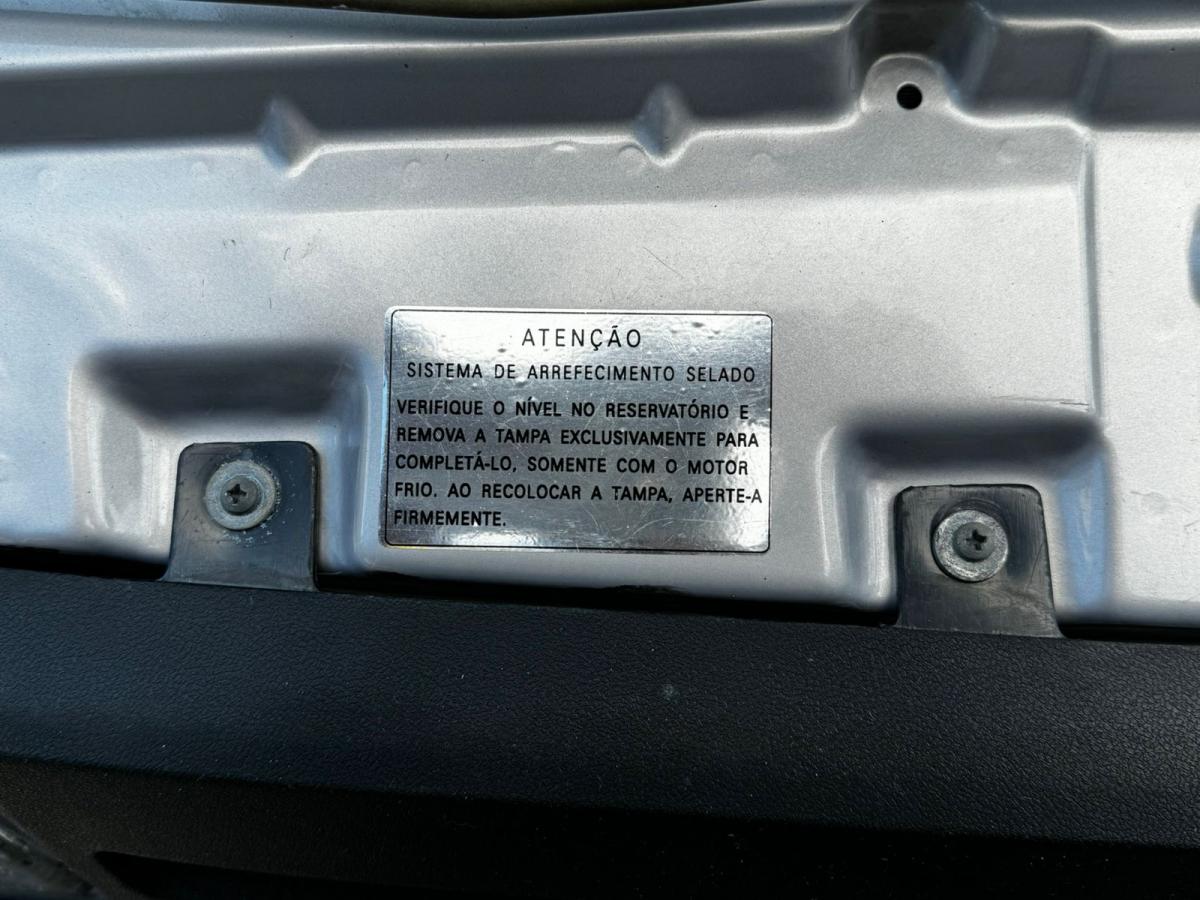 ATENÇÃO
SISTEMA DE ARREFECIMENTO SELADO
VERIFIQUE O NÍVEL NO RESERVATÓRIO E
REMOVA A TAMPA EXCLUSIVAMENTE PARA
COMPLETÁ-LO, SOMENTE COM O MOTOR
FRIO. AO RECOLOCAR A TAMPA, APERTE-A
FIRMEMENTE.